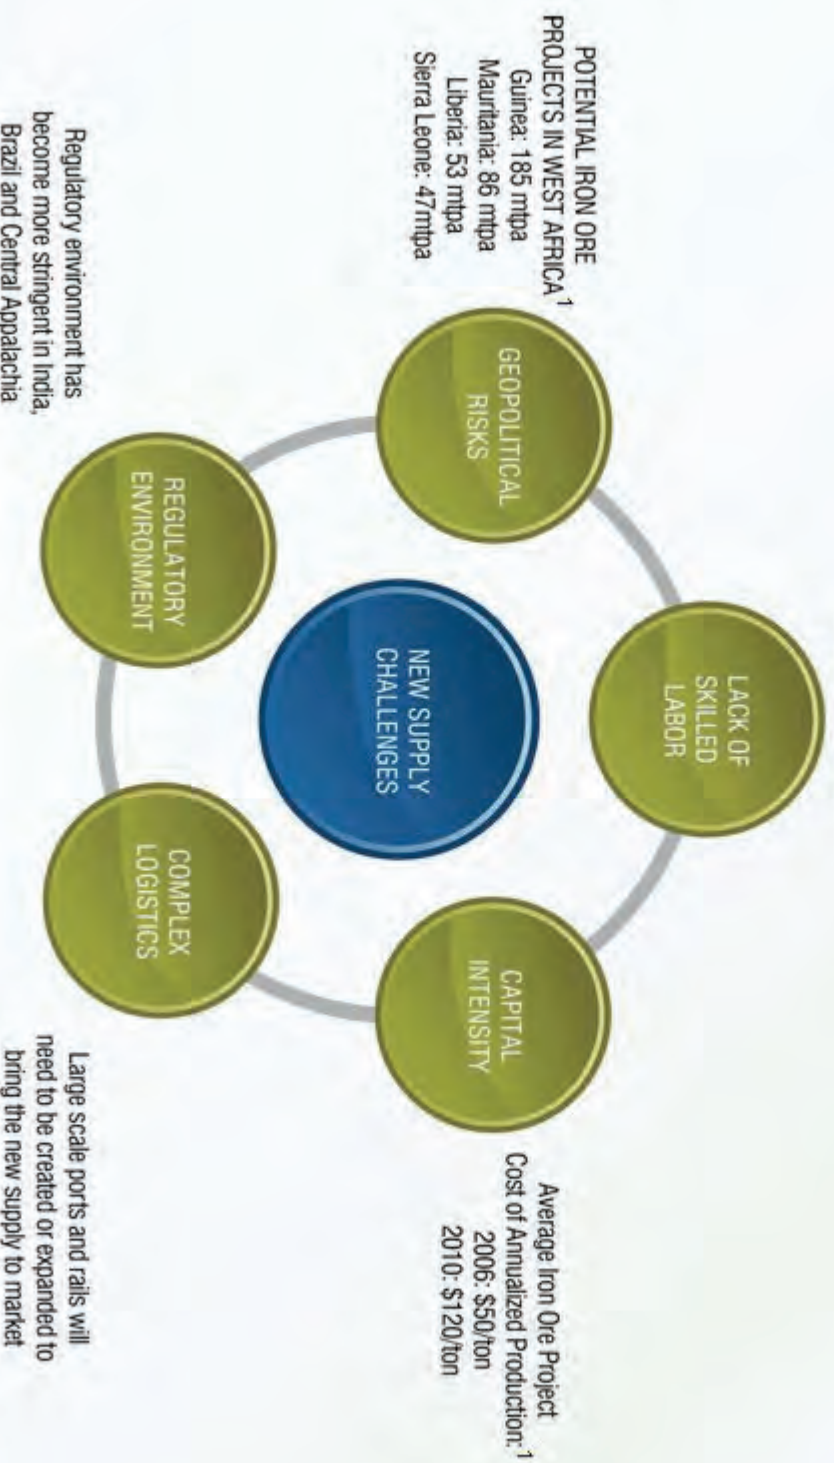 LACK OF
SKILLED
LABOR
POTENTIAL IRON ORE
PROJECTS IN WEST AFRICA¹
Guinea: 185 mtpa
Mauritania: 86 mtpa
Liberia: 53 mtpa
Sierra Leone: 47mtpa
GEOPOLITICAL
RISKS
NEW SUPPLY
CHALLENGES
CAPITAL
INTENSITY
Average Iron Ore Project
Cost of Annualized Production:¹
2006: $50/ton
2010: $120/ton
REGULATORY
ENVIRONMENT
COMPLEX
LOGISTICS
Regulatory environment has
become more stringent in India,
Brazil and Central Appalachia
Large scale ports and rails will
need to be created or expanded to
bring the new supply to market